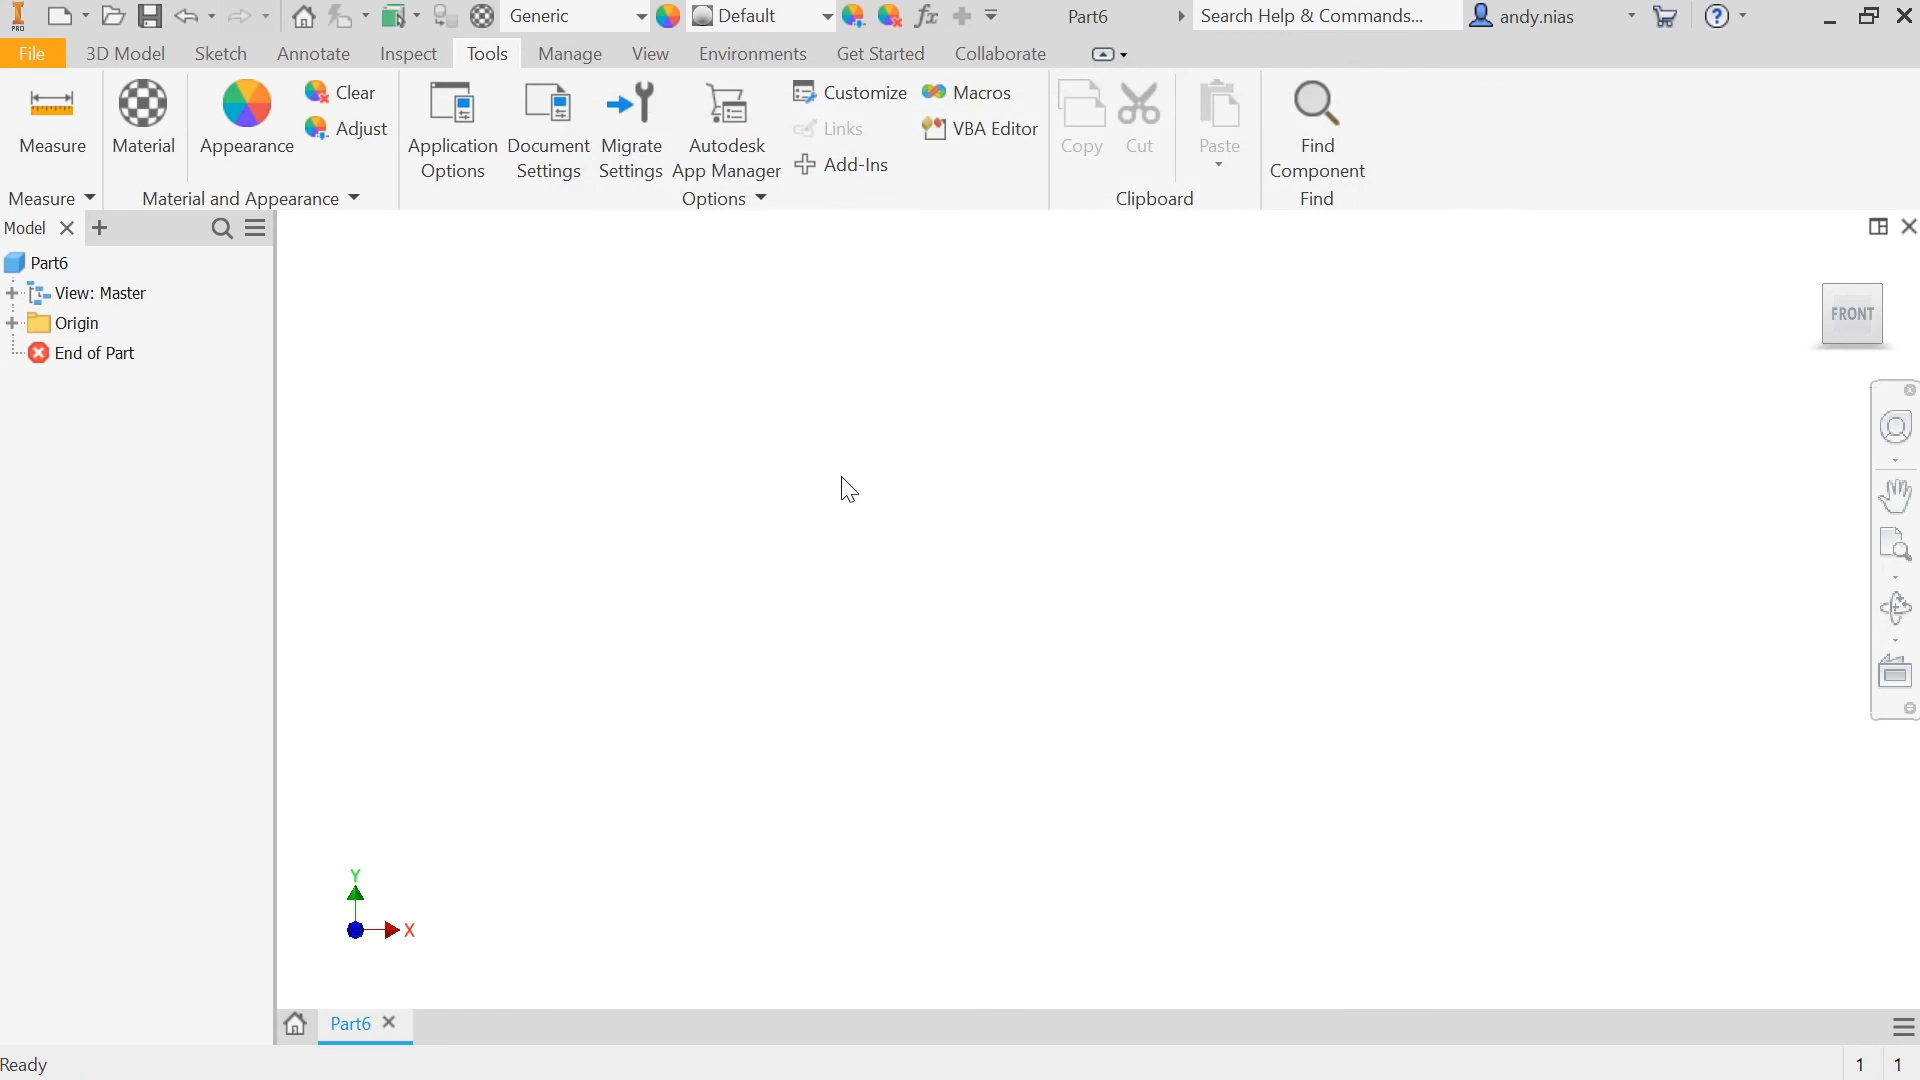 PRO
Generic
Default
Part6
Search Help & Commands...
andy.nias
File
3D Model
Sketch
Annotate
Inspect
Tools
Manage
View
Environments
Get Started
Collaborate
Measure
Material
Appearance
Clear
Adjust
Application
Options
Document
Settings
Migrate
Settings
Autodesk
App Manager
Customize
Links
Add-Ins
Macros
VBA Editor
Copy
Cut
Paste
Find
Component
Measure
Material and Appearance
Options
Clipboard
Find
Model
Part6
View: Master
Origin
End of Part
FRONT
Y
X
Part6
Ready
1 1